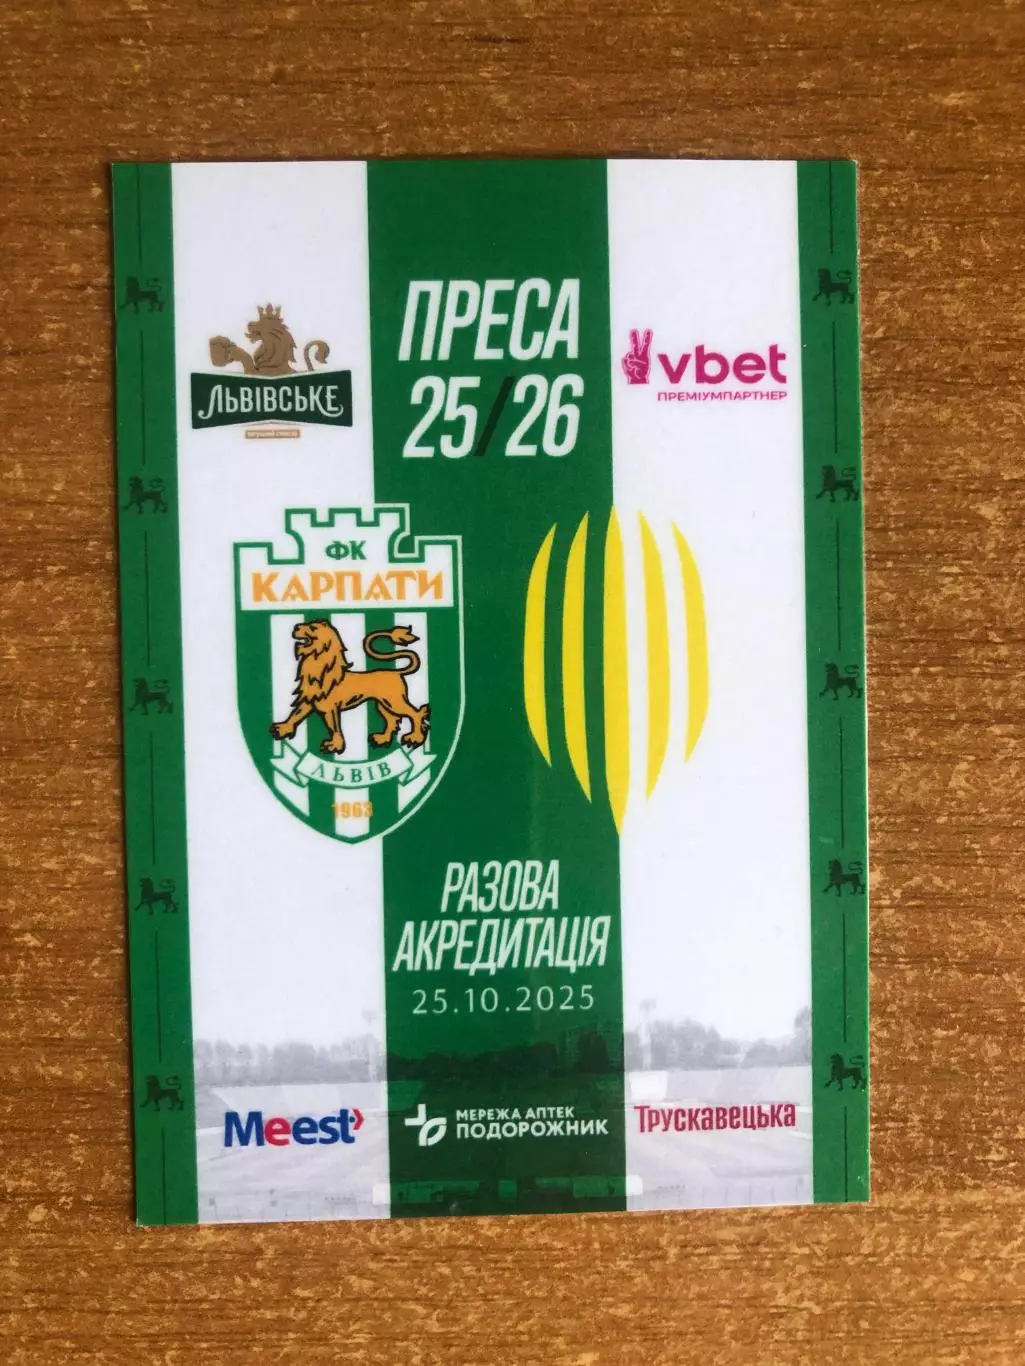 ПРЕСА
25/26
ЛЬВІВСЬКЕ
vbet
ПРЕМІУМПАРТНЕР
ФК
КАРПАТИ
ЛЬВІВ
1963
РАЗОВА
АКРЕДИТАЦІЯ
25.10.2025
Meest
МЕРЕЖА АПТЕК
ПОДОРОЖНИК
Трускавецька